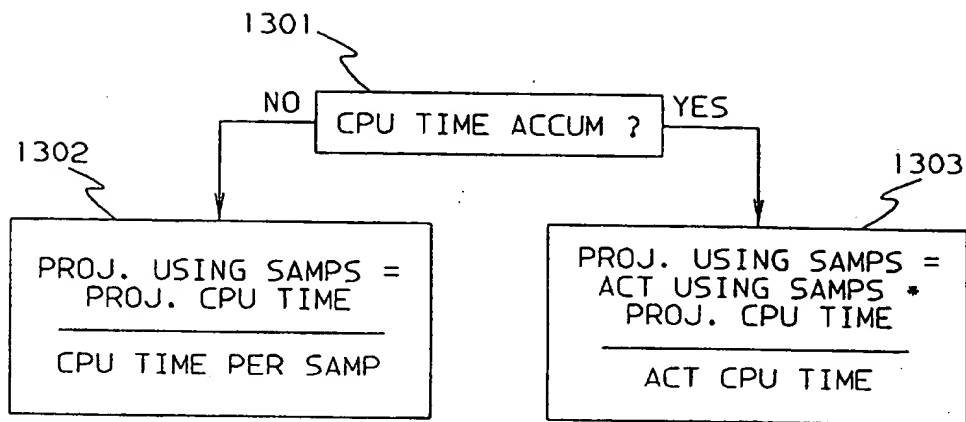 1301
NO
CPU TIME ACCUM ?
YES
1302
1303
PROJ. USING SAMPS =
PROJ. CPU TIME
CPU TIME PER SAMP
PROJ. USING SAMPS =
ACT USING SAMPS *
PROJ. CPU TIME
ACT CPU TIME